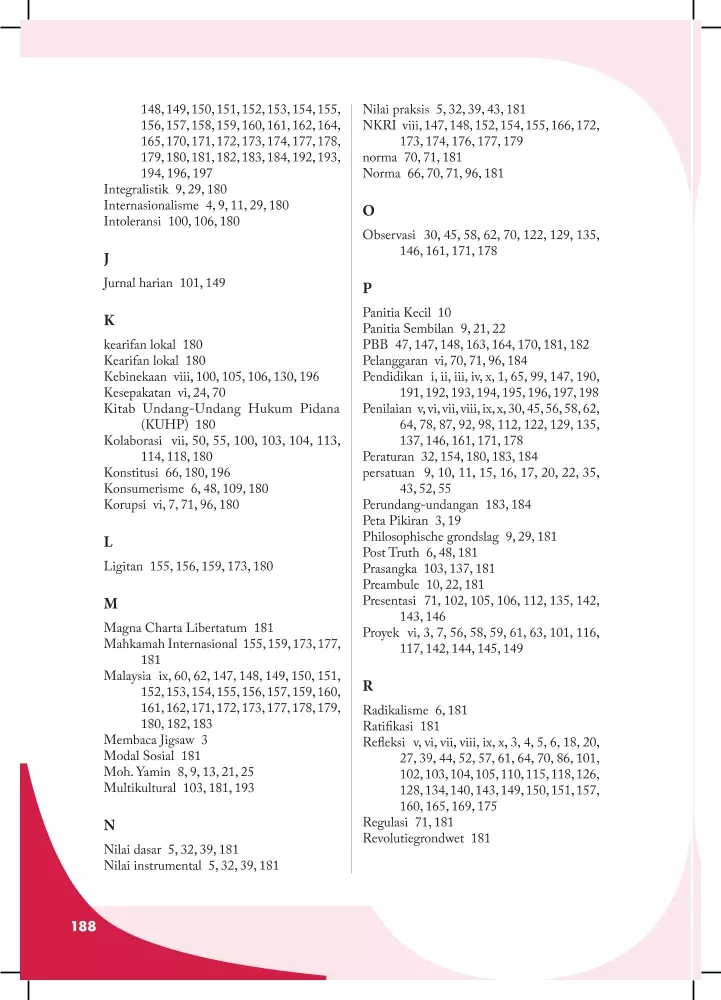 148, 149, 150, 151, 152, 153, 154, 155,
156, 157, 158, 159, 160, 161, 162, 164,
165, 170, 171, 172, 173, 174, 177, 178,
179, 180, 181, 182, 183, 184, 192, 193,
194, 196, 197
Integralistik 9, 29, 180
Internasionalisme 4, 9, 11, 29, 180
Intoleransi 100, 106, 180
J
Jurnal harian 101, 149
K
kearifan lokal 180
Kearifan lokal 180
Kebinekaan viii, 100, 105, 106, 130, 196
Kesepakatan vi, 24, 70
Kitab Undang-Undang Hukum Pidana
(KUHP) 180
Kolaborasi vii, 50, 55, 100, 103, 104, 113,
114, 118, 180
Konstitusi 66, 180, 196
Konsumerisme 6, 48, 109, 180
Korupsi vi, 7, 71, 96, 180
L
Ligitan 155, 156, 159, 173, 180
M
Magna Charta Libertatum 181
Mahkamah Internasional 155, 159, 173, 177,
181
Malaysia ix, 60, 62, 147, 148, 149, 150, 151,
152, 153, 154, 155, 156, 157, 159, 160,
161, 162, 171, 172, 173, 177, 178, 179,
180, 182, 183
Membaca Jigsaw 3
Modal Sosial 181
Moh. Yamin 8, 9, 13, 21, 25
Multikultural 103, 181, 193
N
Nilai dasar 5, 32, 39, 181
Nilai instrumental 5, 32, 39, 181
Nilai praksis 5, 32, 39, 43, 181
NKRI viii, 147, 148, 152, 154, 155, 166, 172,
173, 174, 176, 177, 179
norma 70, 71, 181
Norma 66, 70, 71, 96, 181
O
Observasi 30, 45, 58, 62, 70, 122, 129, 135,
146, 161, 171, 178
P
Panitia Kecil 10
Panitia Sembilan 9, 21, 22
PBB 47, 147, 148, 163, 164, 170, 181, 182
Pelanggaran vi, 70, 71, 96, 184
Pendidikan i, ii, iii, iv, x, 1, 65, 99, 147, 190,
191, 192, 193, 194, 195, 196, 197, 198
Penilaian v, vi, vii, viii, ix, x, 30, 45, 56, 58, 62,
64, 78, 87, 92, 98, 112, 122, 129, 135,
137, 146, 161, 171, 178
Peraturan 32, 154, 180, 183, 184
persatuan 9, 10, 11, 15, 16, 17, 20, 22, 35,
43, 52, 55
Perundang-undangan 183, 184
Peta Pikiran 3, 19
Philosophische grondslag 9, 29, 181
Post Truth 6, 48, 181
Prasangka 103, 137, 181
Preambule 10, 22, 181
Presentasi 71, 102, 105, 106, 112, 135, 142,
143, 146
Proyek vi, 3, 7, 56, 58, 59, 61, 63, 101, 116,
117, 142, 144, 145, 149
R
Radikalisme 6, 181
Ratifikasi 181
Refleksi v, vi, vii, viii, ix, x, 3, 4, 5, 6, 18, 20,
27, 39, 44, 52, 57, 61, 64, 70, 86, 101,
102, 103, 104, 105, 110, 115, 118, 126,
128, 134, 140, 143, 149, 150, 151, 157,
160, 165, 169, 175
Regulasi 71, 181
Revolutiegrondwet 181
188